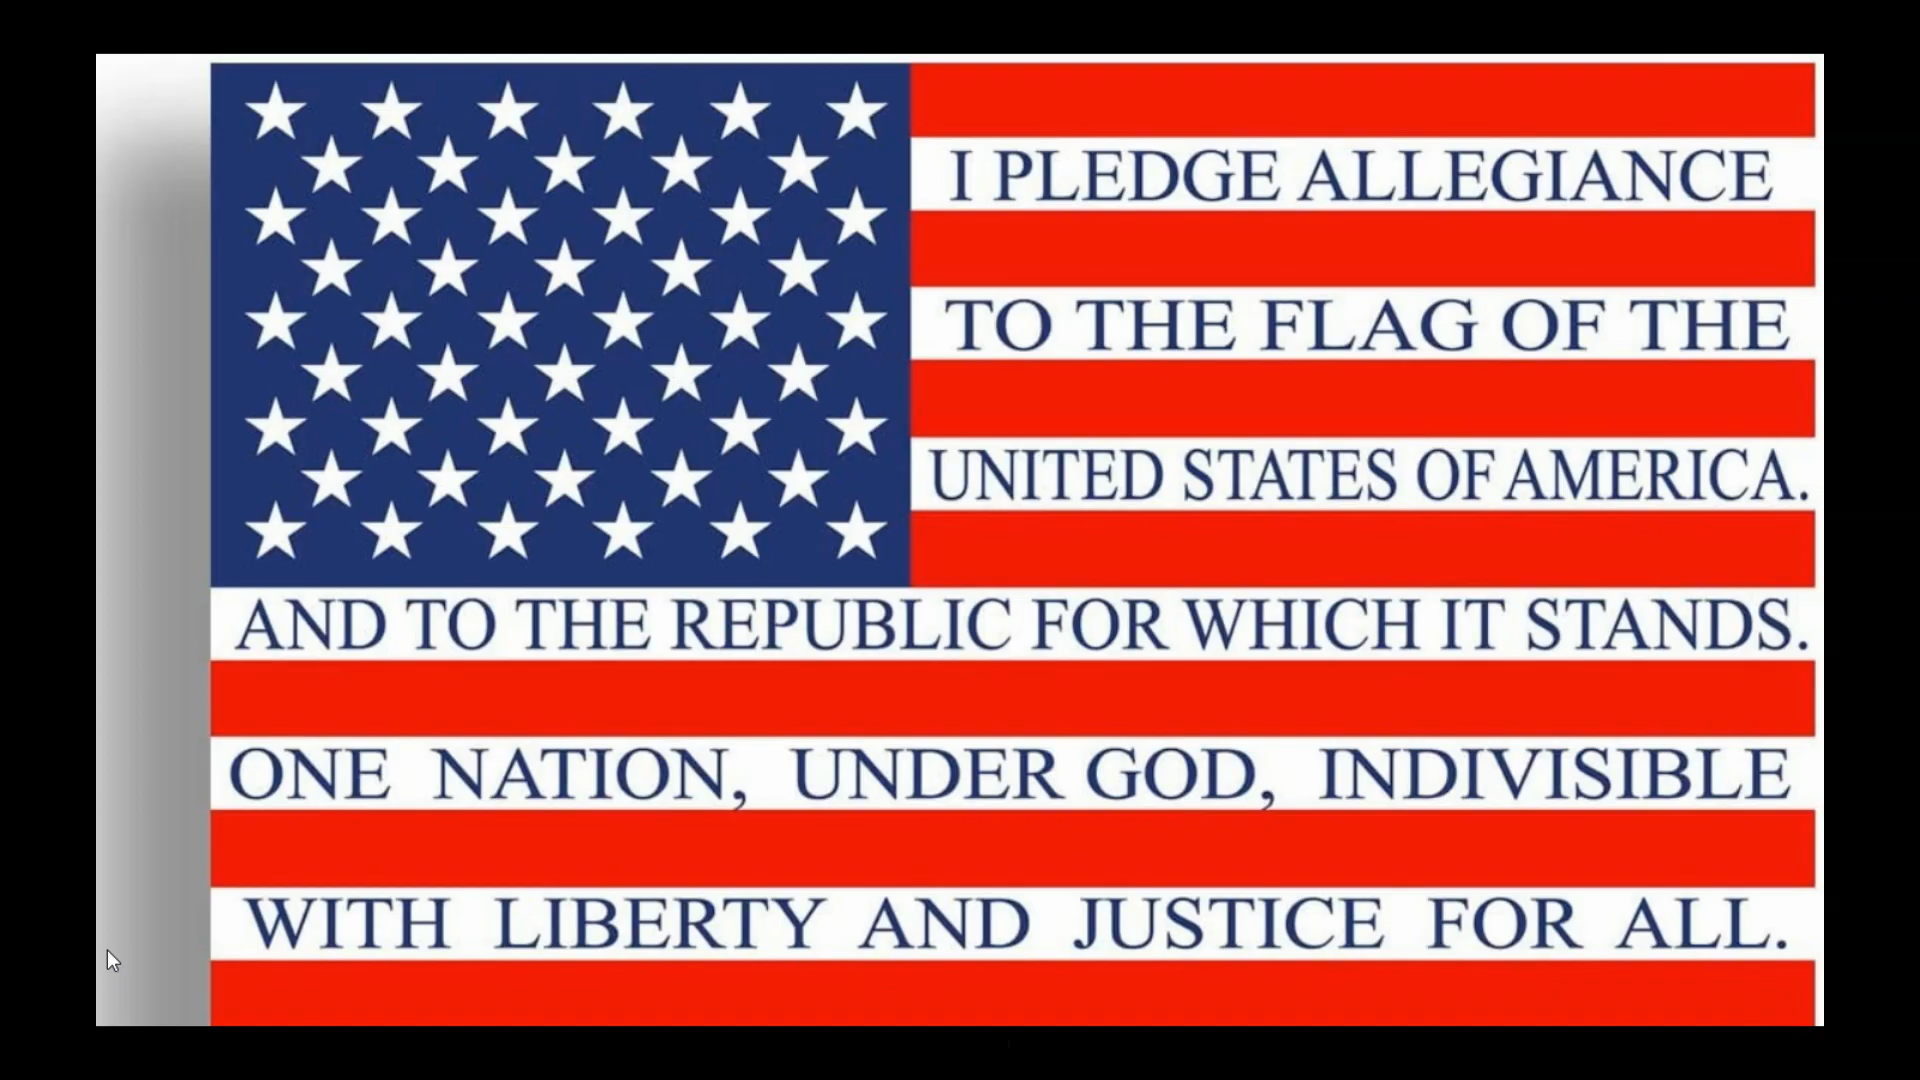 I PLEDGE ALLEGIANCE
TO THE FLAG OF THE
UNITED STATES OF AMERICA.
AND TO THE REPUBLIC FOR WHICH IT STANDS.
ONE NATION, UNDER GOD, INDIVISIBLE
WITH LIBERTY AND JUSTICE FOR ALL.